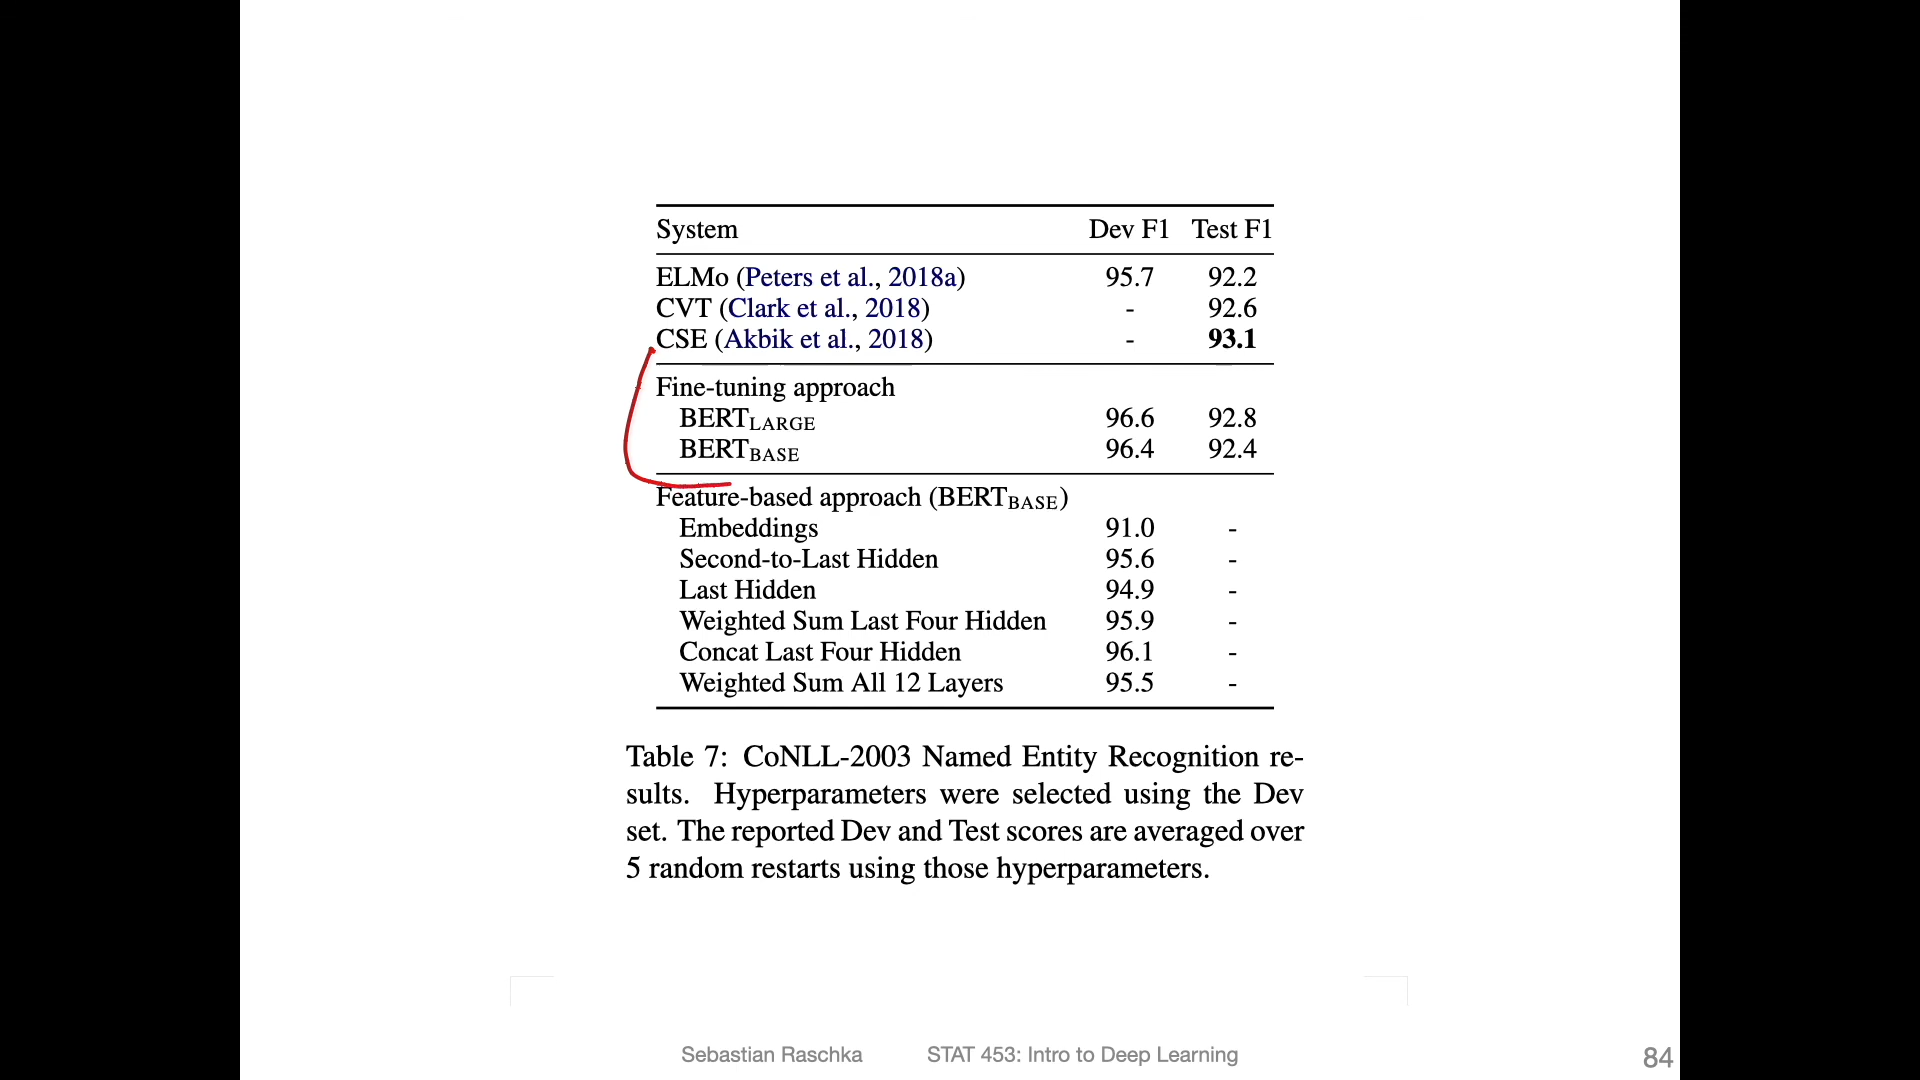 System Dev F1 Test F1
ELMo (Peters et al., 2018a) 95.7 92.2
CVT (Clark et al., 2018) - 92.6
CSE (Akbik et al., 2018) - 93.1
Fine-tuning approach
BERTLARGE 96.6 92.8
BERTBASE 96.4 92.4
Feature-based approach (BERTBASE)
Embeddings 91.0 -
Second-to-Last Hidden 95.6 -
Last Hidden 94.9 -
Weighted Sum Last Four Hidden 95.9 -
Concat Last Four Hidden 96.1 -
Weighted Sum All 12 Layers 95.5 -
Table 7: CoNLL-2003 Named Entity Recognition re-
sults. Hyperparameters were selected using the Dev
set. The reported Dev and Test scores are averaged over
5 random restarts using those hyperparameters.
Sebastian Raschka STAT 453: Intro to Deep Learning 84